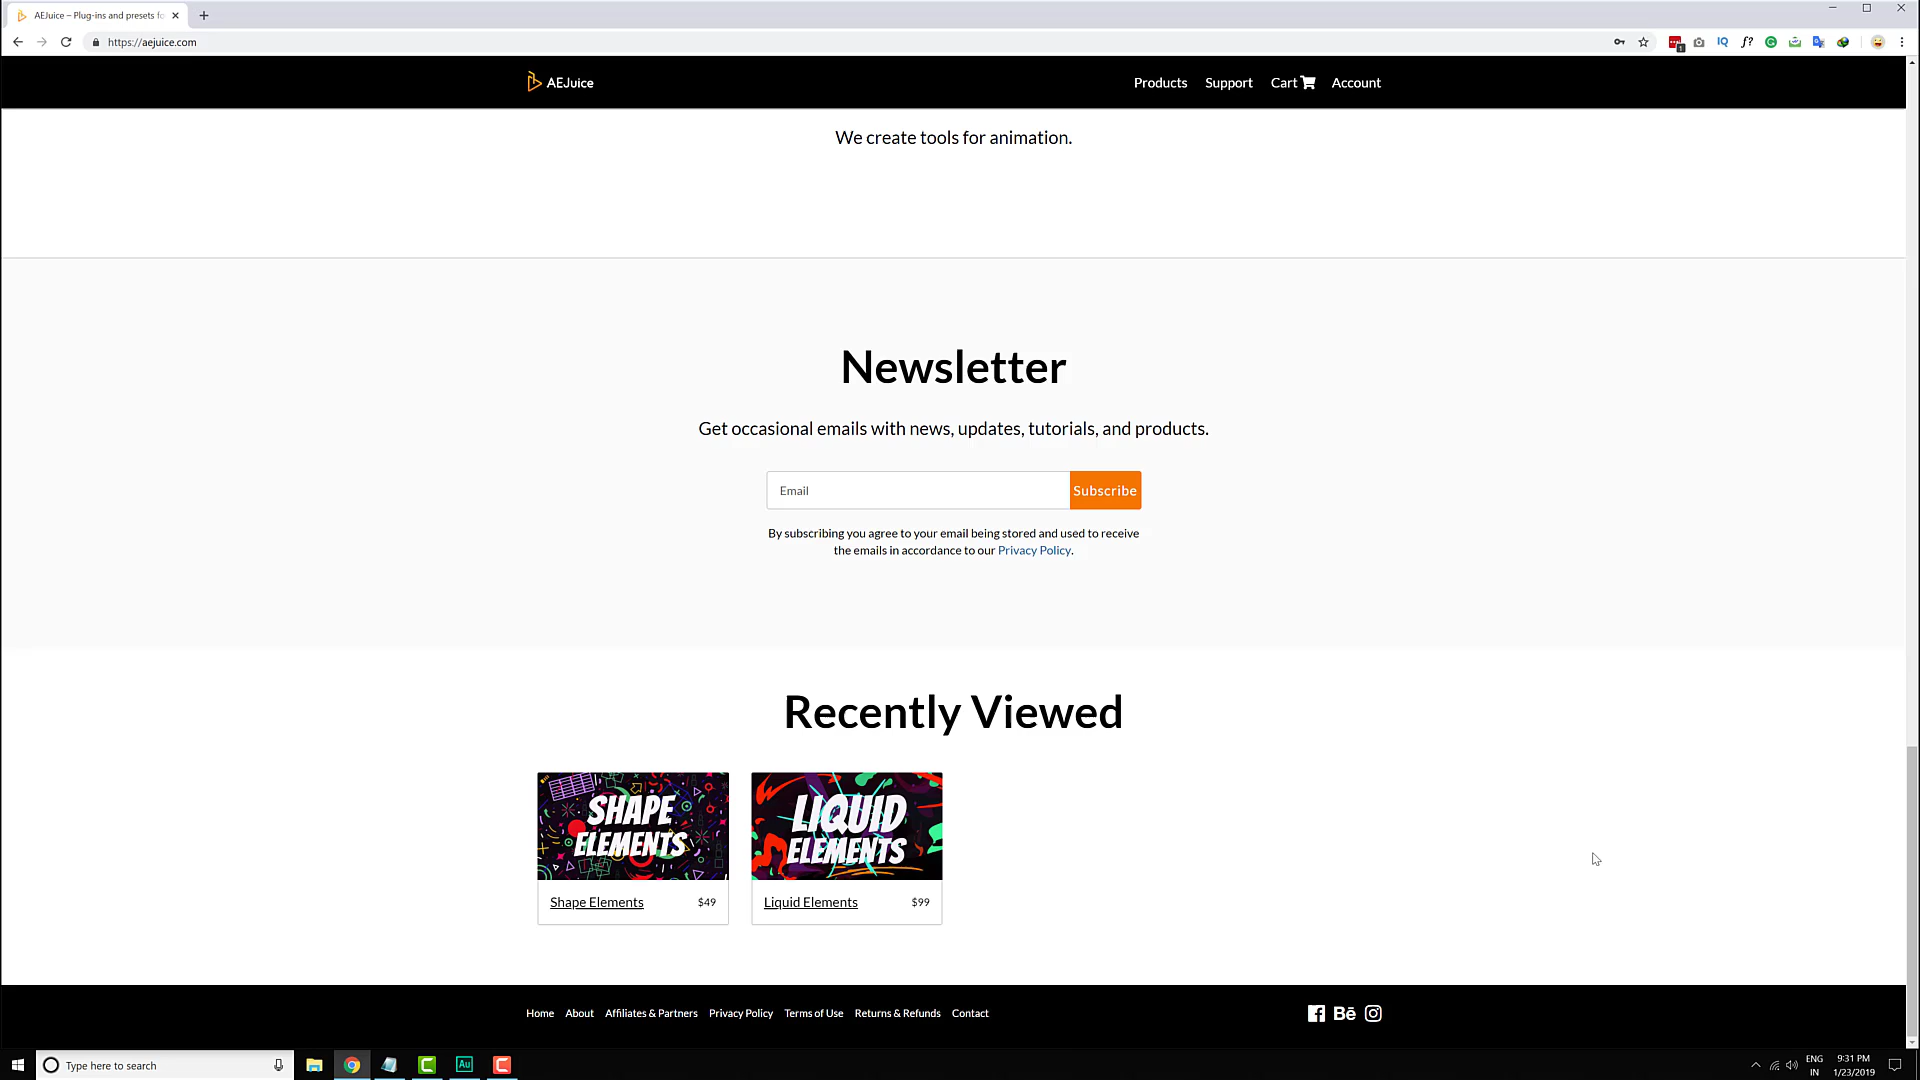 AEJuice – Plug-ins and presets fo
https://aejuice.com
AEJuice
Products
Support
Cart
Account
We create tools for animation.
Newsletter
Get occasional emails with news, updates, tutorials, and products.
Email
Subscribe
By subscribing you agree to your email being stored and used to receive
the emails in accordance to our Privacy Policy.
Recently Viewed
SHAPE
ELEMENTS
LIQUID
ELEMENTS
Shape Elements
$49
Liquid Elements
$99
Home
About
Affiliates & Partners
Privacy Policy
Terms of Use
Returns & Refunds
Contact
Bē
Type here to search
Au
ENG
IN
9:31 PM
1/23/2019